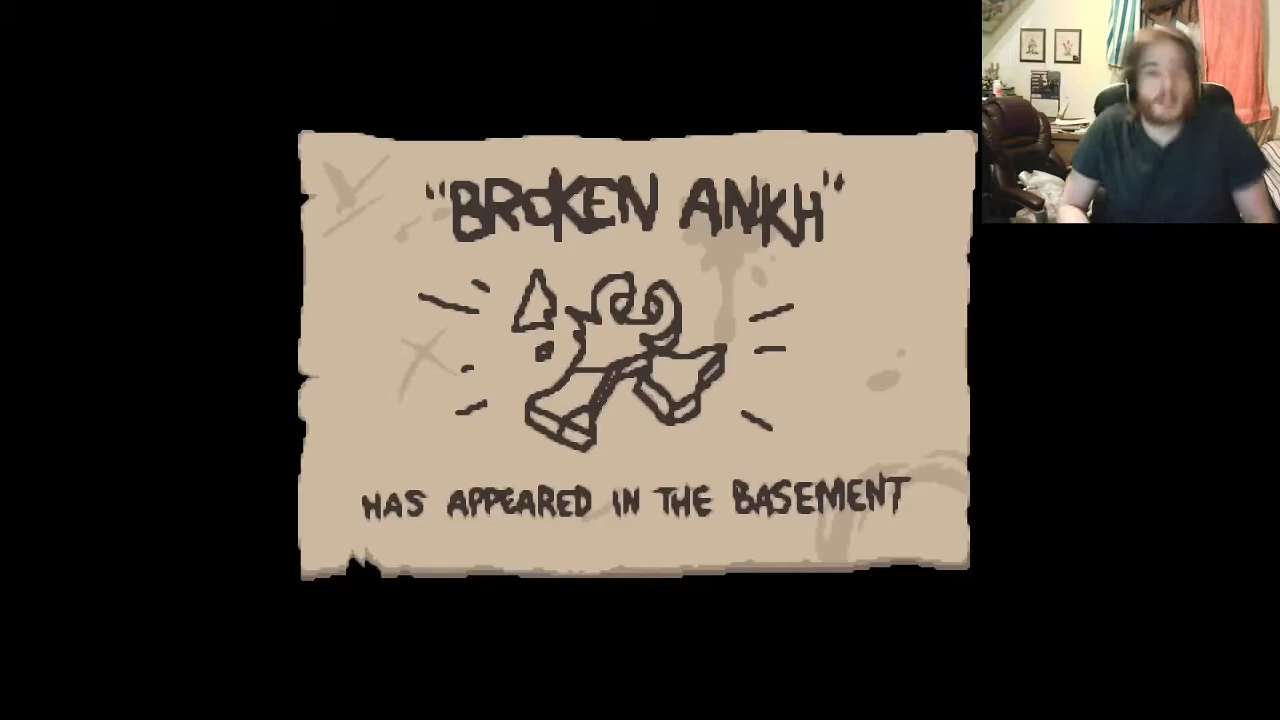 "BROKEN ANKH"
HAS APPEARED IN THE BASEMENT